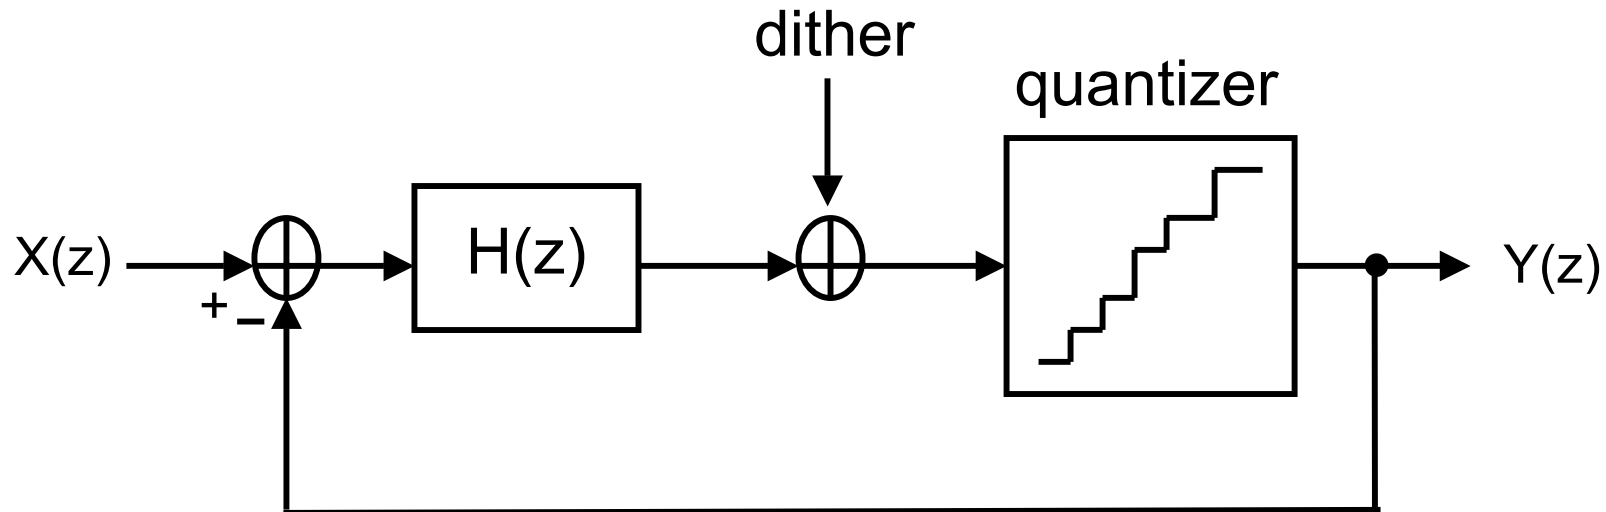 dither
quantizer
X(z)
H(z)
Y(z)
+
−